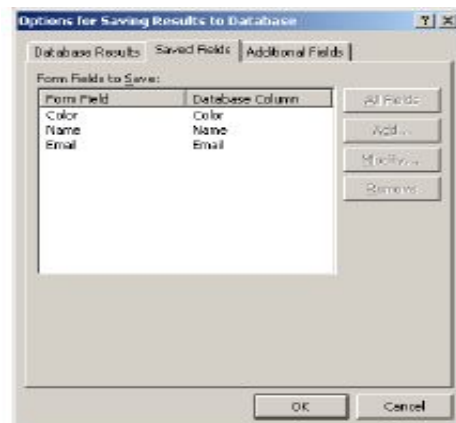 Options for Saving Results to Database
Database Results Saved Fields Additional Fields
Form Fields to Save:
Form Field Database Column
Color Color
Name Name
Email Email
All Fields
Add...
Modify...
Remove
OK Cancel